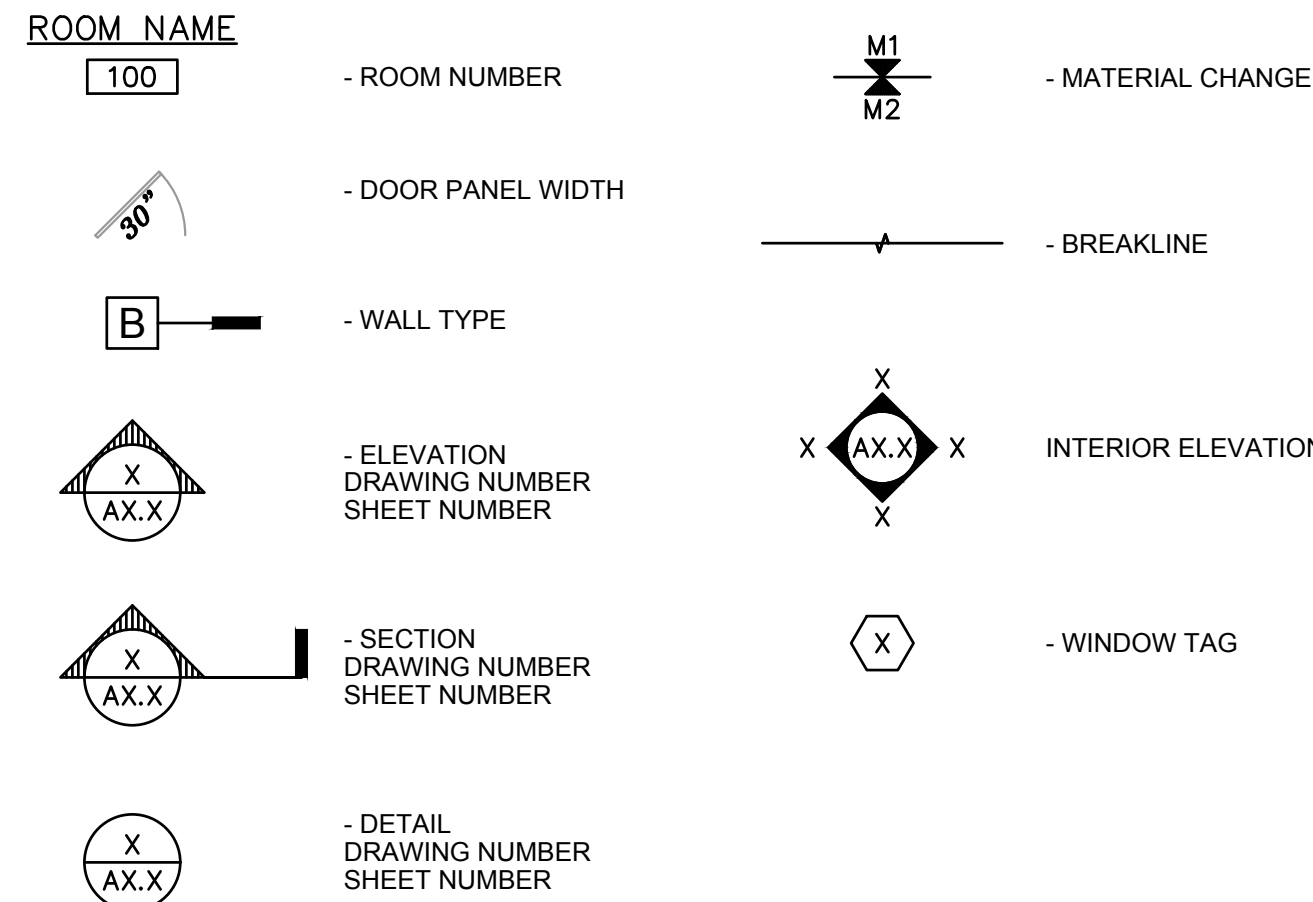 ROOM NAME
100
- ROOM NUMBER
30"
- DOOR PANEL WIDTH
B
- WALL TYPE
X
AX.X
- ELEVATION
DRAWING NUMBER
SHEET NUMBER
X
AX.X
- SECTION
DRAWING NUMBER
SHEET NUMBER
X
AX.X
- DETAIL
DRAWING NUMBER
SHEET NUMBER
M1
M2
- MATERIAL CHANGE
- BREAKLINE
X
X AX.X X
X
INTERIOR ELEVATION
X
- WINDOW TAG